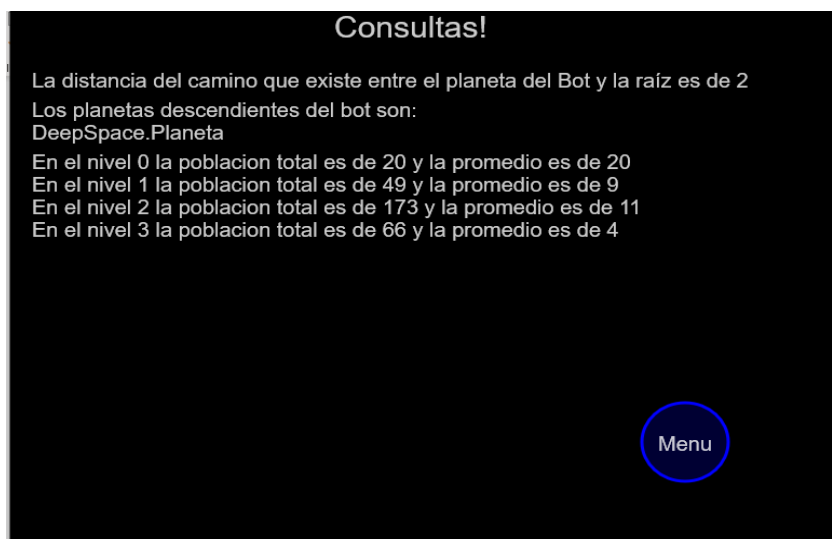 Consultas!
La distancia del camino que existe entre el planeta del Bot y la raíz es de 2
Los planetas descendientes del bot son:
DeepSpace.Planeta
En el nivel 0 la poblacion total es de 20 y la promedio es de 20
En el nivel 1 la poblacion total es de 49 y la promedio es de 9
En el nivel 2 la poblacion total es de 173 y la promedio es de 11
En el nivel 3 la poblacion total es de 66 y la promedio es de 4
Menu